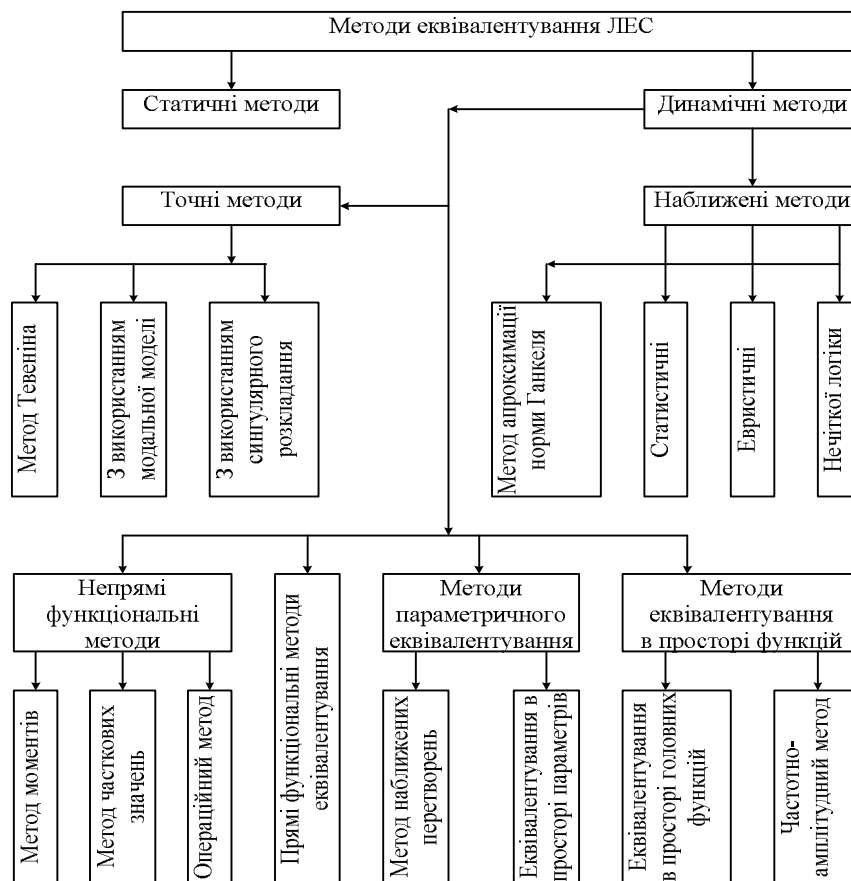 Методи еквівалентування ЛЕС
Статичні методи
Динамічні методи
Точні методи
Наближені методи
Метод Тевеніна
З використанням
модальної моделі
З використанням
сингулярного
розкладання
Метод апроксимації
норми Ганкеля
Статистичні
Евристичні
Нечіткої логіки
Непрямі
функціональні
методи
Прямі функціональні методи
еквівалентування
Методи
параметричного
еквівалентування
Методи
еквівалентування
в просторі функцій
Метод моментів
Метод часткових
значень
Операційний метод
Метод наближених
перетворень
Еквівалентування в
просторі параметрів
Еквівалентування
в просторі головних
функцій
Частотно-
амплітудний метод